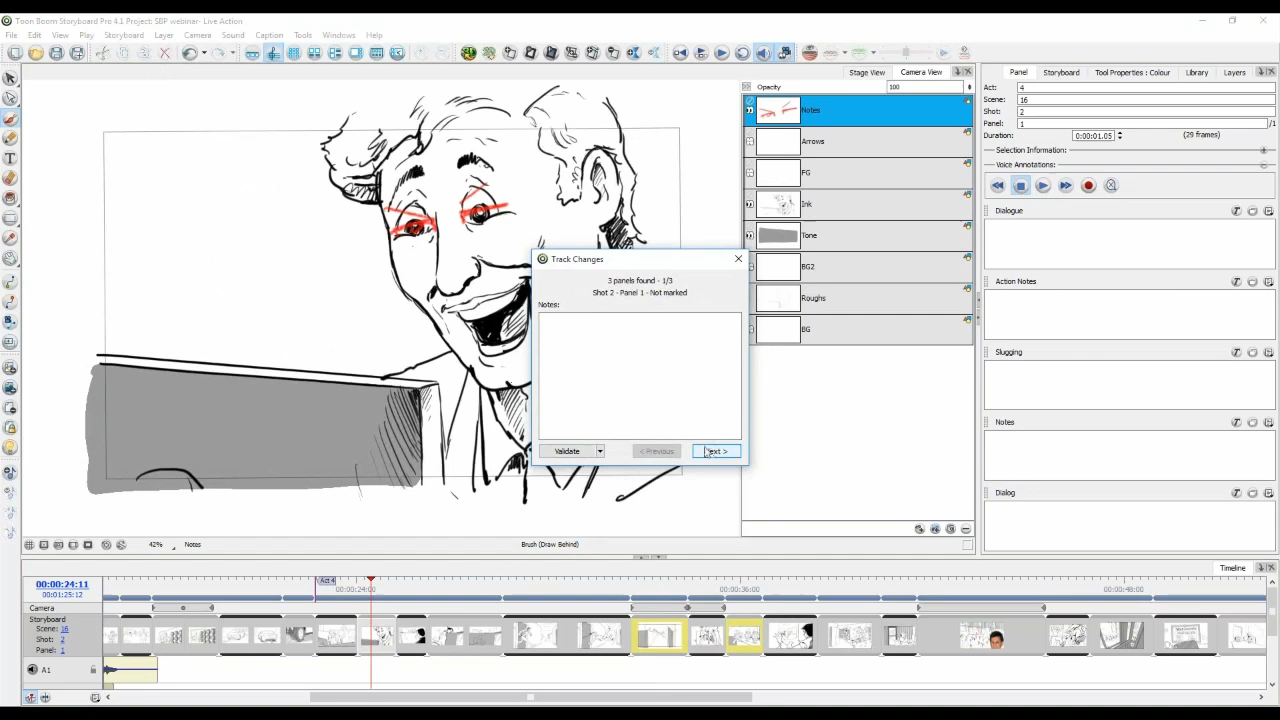 Toon Boom Storyboard Pro 4.1 Project: SBP webinar- Live Action
File Edit View Play Storyboard Layer Camera Sound Caption Tools Windows Help
Stage View Camera View
Opacity 100
Notes
Arrows
FG
Ink
Tone
BG2
Roughs
BG
Panel Storyboard Tool Properties : Colour Library Layers
Act: 4
Scene: 16
Shot: 2
Panel: 1 /1
Duration: 0:00:01.05 (29 frames)
Selection Information:
Voice Annotations:
Dialogue
Action Notes
Slugging
Notes
Dialog
Track Changes
3 panels found - 1/3
Shot 2 - Panel 1 - Not marked
Notes:
Validate < Previous Next >
42% Notes Brush (Draw Behind)
Timeline
00:00:24:11
00:01:25:12
Act 4
00:00:24:00 00:00:36:00 00:00:48:00
Camera
Storyboard
Scene: 16
Shot: 2
Panel: 1
A1